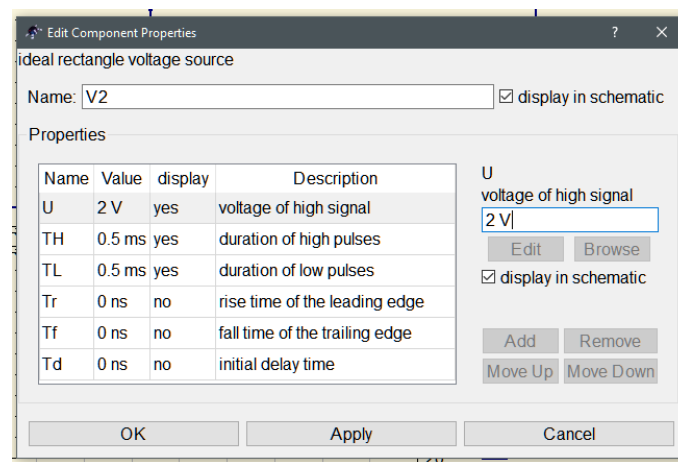 Edit Component Properties ? ×
ideal rectangle voltage source
Name: V2 display in schematic
Properties
Name Value display Description
U 2 V yes voltage of high signal
TH 0.5 ms yes duration of high pulses
TL 0.5 ms yes duration of low pulses
Tr 0 ns no rise time of the leading edge
Tf 0 ns no fall time of the trailing edge
Td 0 ns no initial delay time
U
voltage of high signal
2 V
Edit Browse
display in schematic
Add Remove
Move Up Move Down
OK Apply Cancel